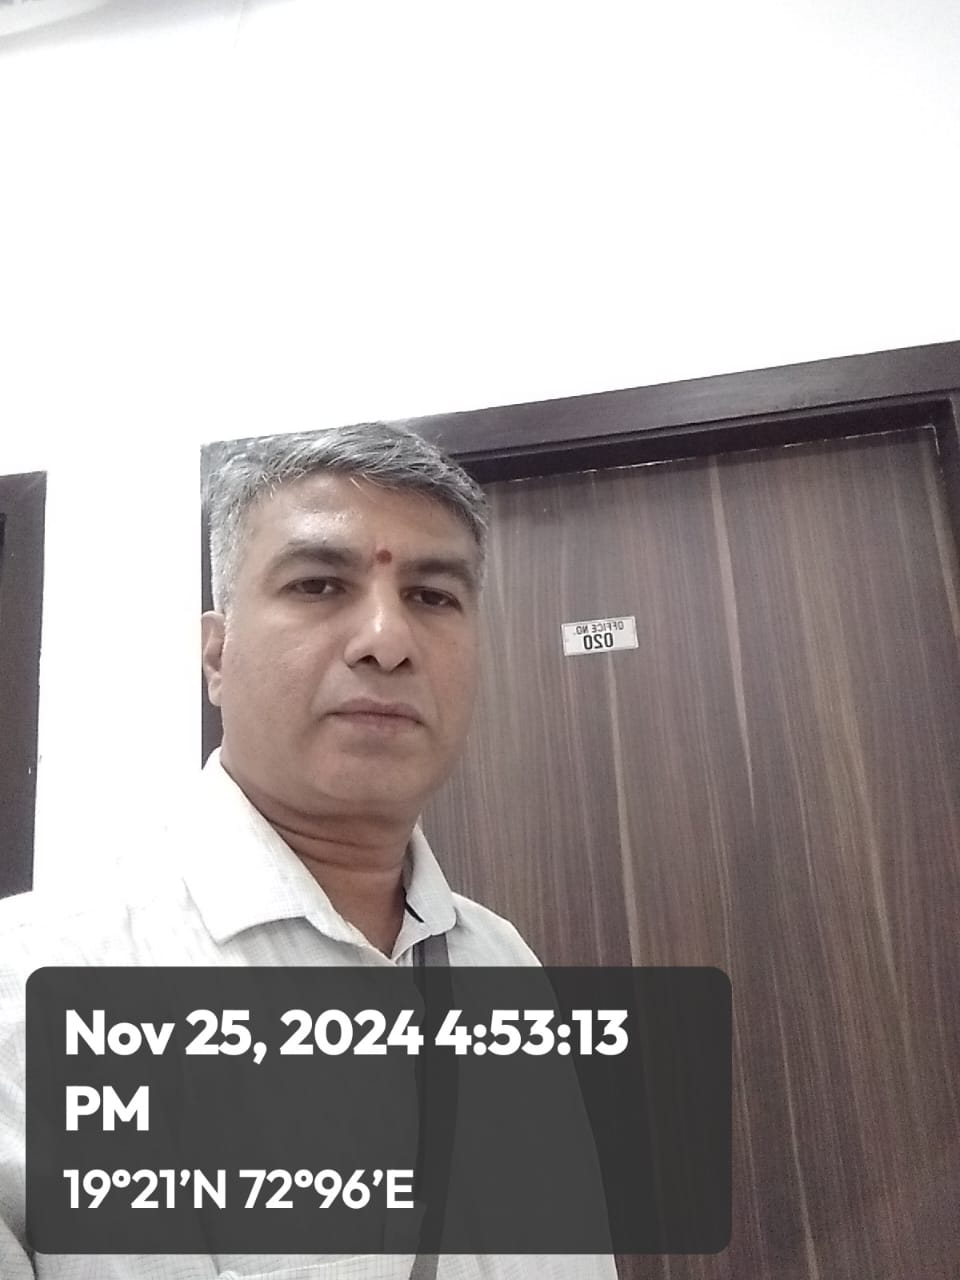 OFFICE NO.
020
Nov 25, 2024 4:53:13
PM
19°21’N 72°96’E